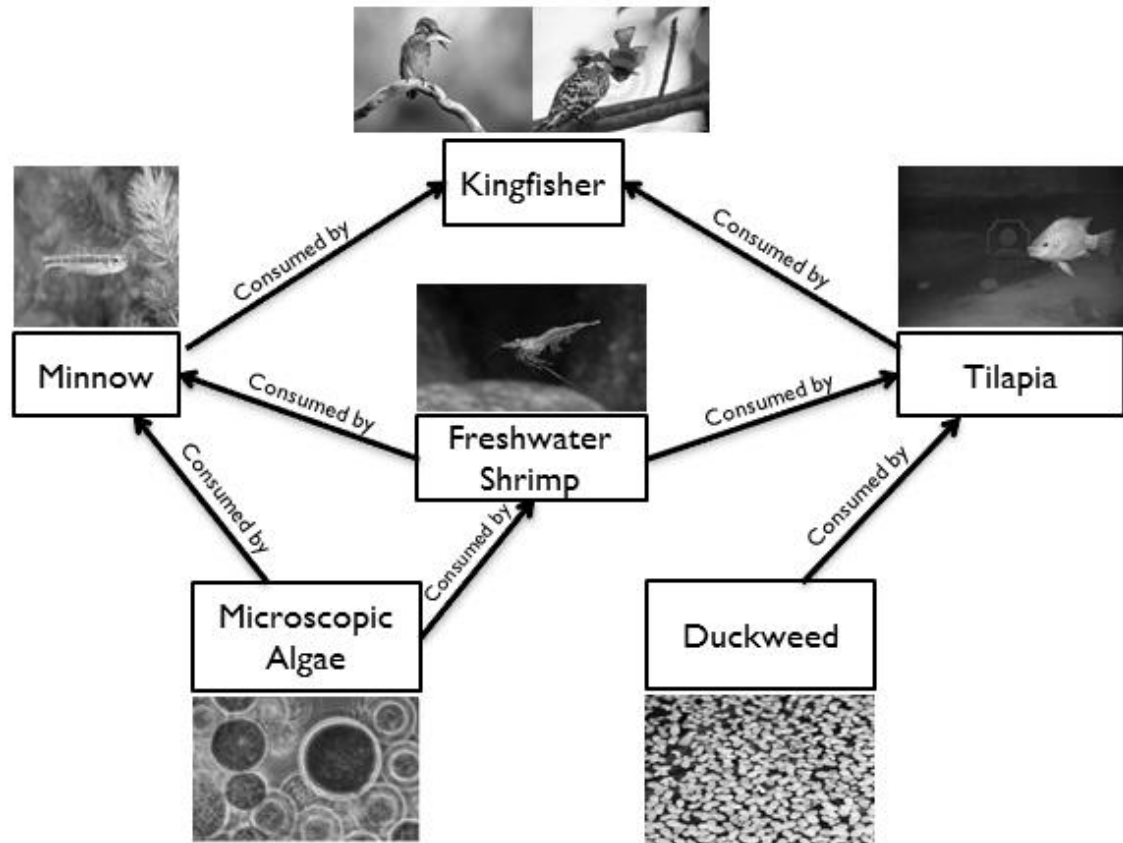 Kingfisher
Consumed by
Consumed by
Minnow
Consumed by
Consumed by
Tilapia
Freshwater
Shrimp
Consumed by
Consumed by
Consumed by
Microscopic
Algae
Duckweed